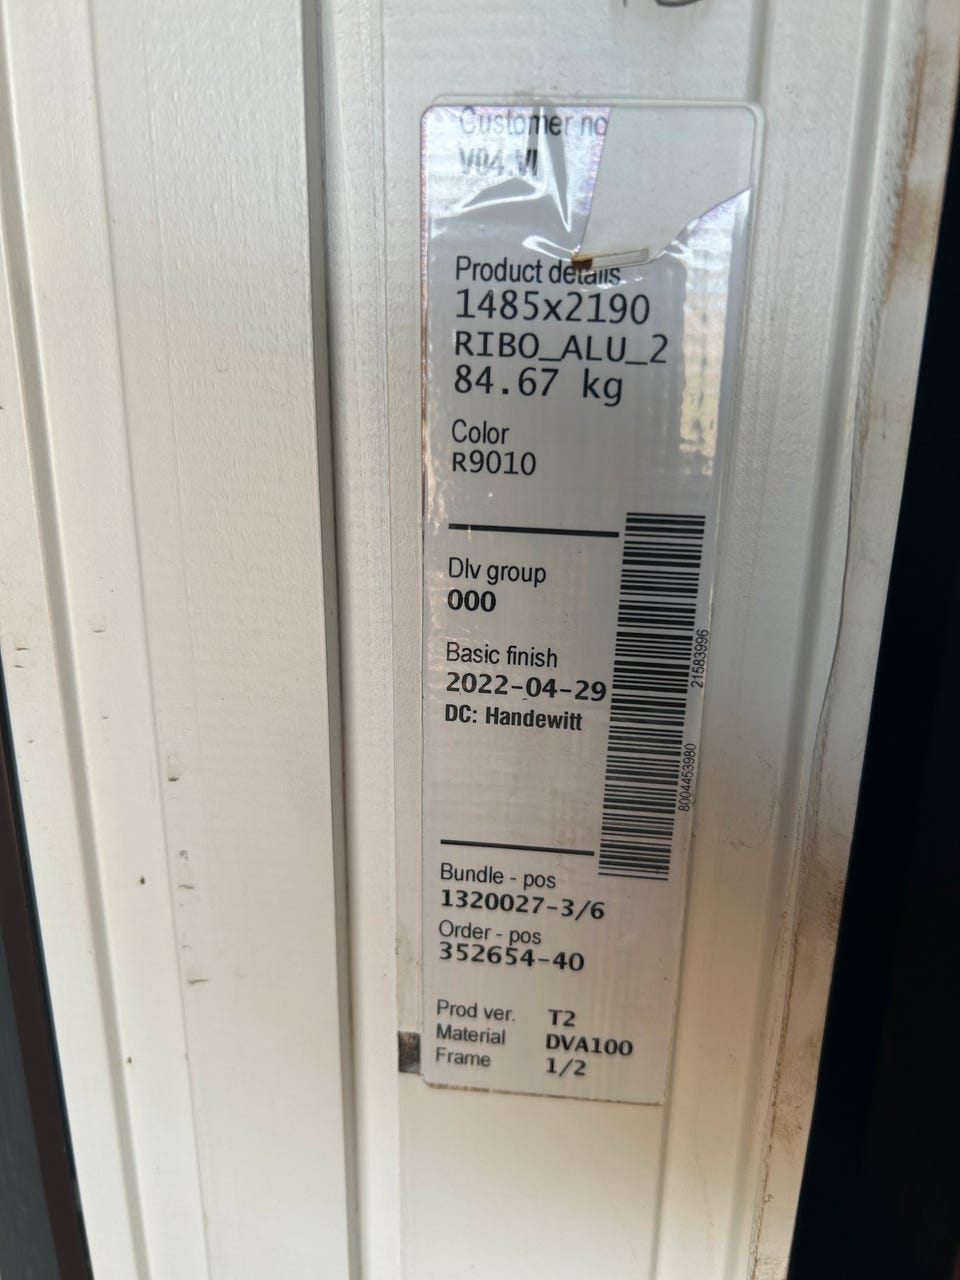 Customer no
V04.VI
Product details
1485x2190
RIBO_ALU_2
84.67 kg
Color
R9010
Dlv group
000
Basic finish
2022-04-29
DC: Handewitt
21583996
8004453980
Bundle - pos
1320027-3/6
Order - pos
352654-40
Prod ver. T2
Material DVA100
Frame 1/2